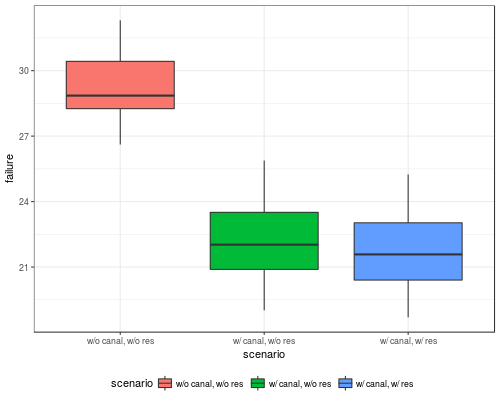 failure
30
27
24
21
w/o canal, w/o res
w/ canal, w/o res
w/ canal, w/ res
scenario
scenario w/o canal, w/o res w/ canal, w/o res w/ canal, w/ res